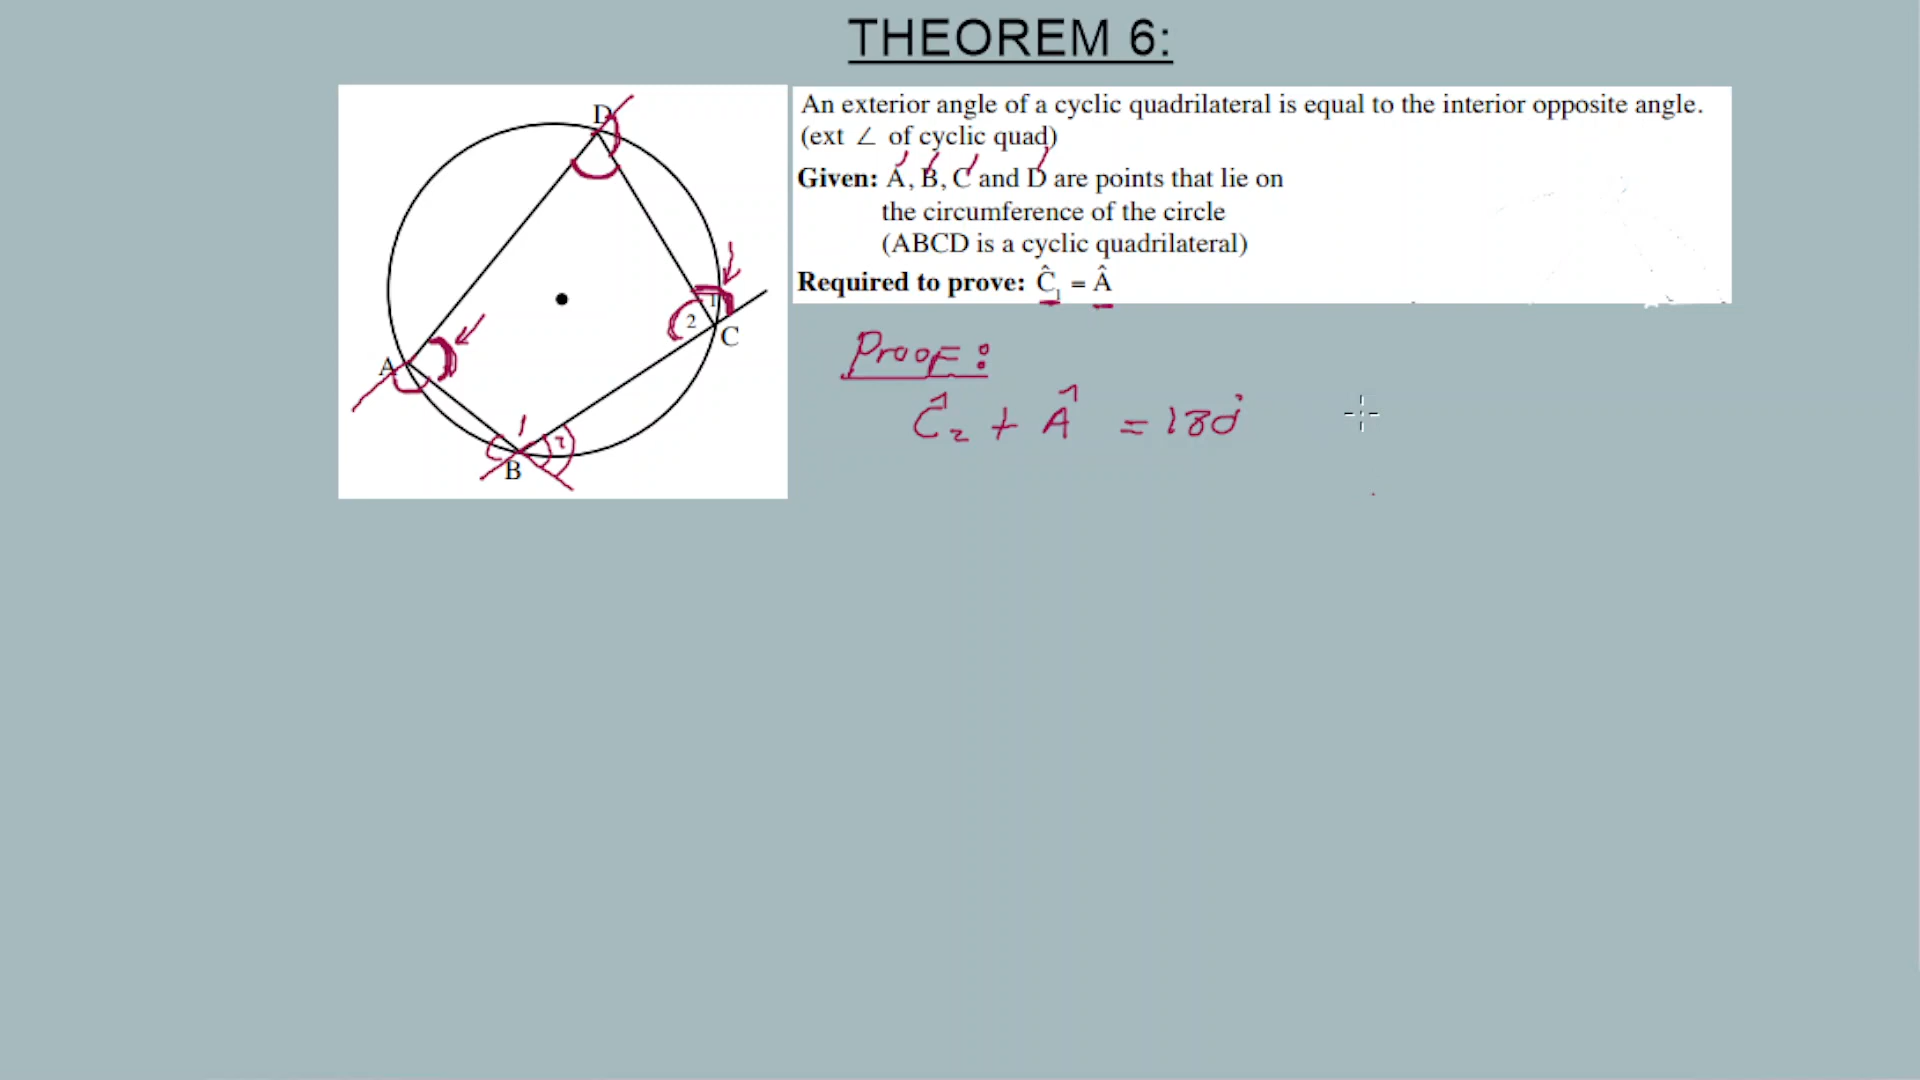 THEOREM 6:
An exterior angle of a cyclic quadrilateral is equal to the interior opposite angle.
(ext ∠ of cyclic quad)
Given: A, B, C and D are points that lie on
the circumference of the circle
(ABCD is a cyclic quadrilateral)
Required to prove: Ĉ₁ = Â
Proof:
Ĉ₂ + Â = 180°
D
1
2
C
A
1
2
B